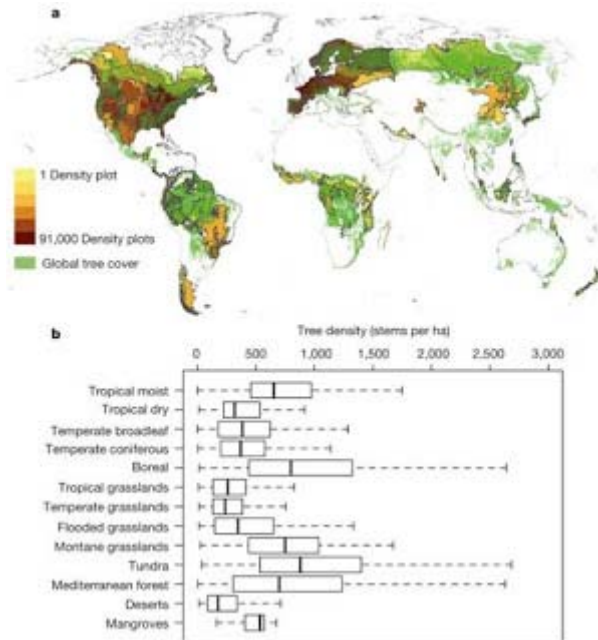 a
1 Density plot
91,000 Density plots
Global tree cover
b
Tree density (stems per ha)
0 500 1,000 1,500 2,000 2,500 3,000
Tropical moist
Tropical dry
Temperate broadleaf
Temperate coniferous
Boreal
Tropical grasslands
Temperate grasslands
Flooded grasslands
Montane grasslands
Tundra
Mediterranean forest
Deserts
Mangroves